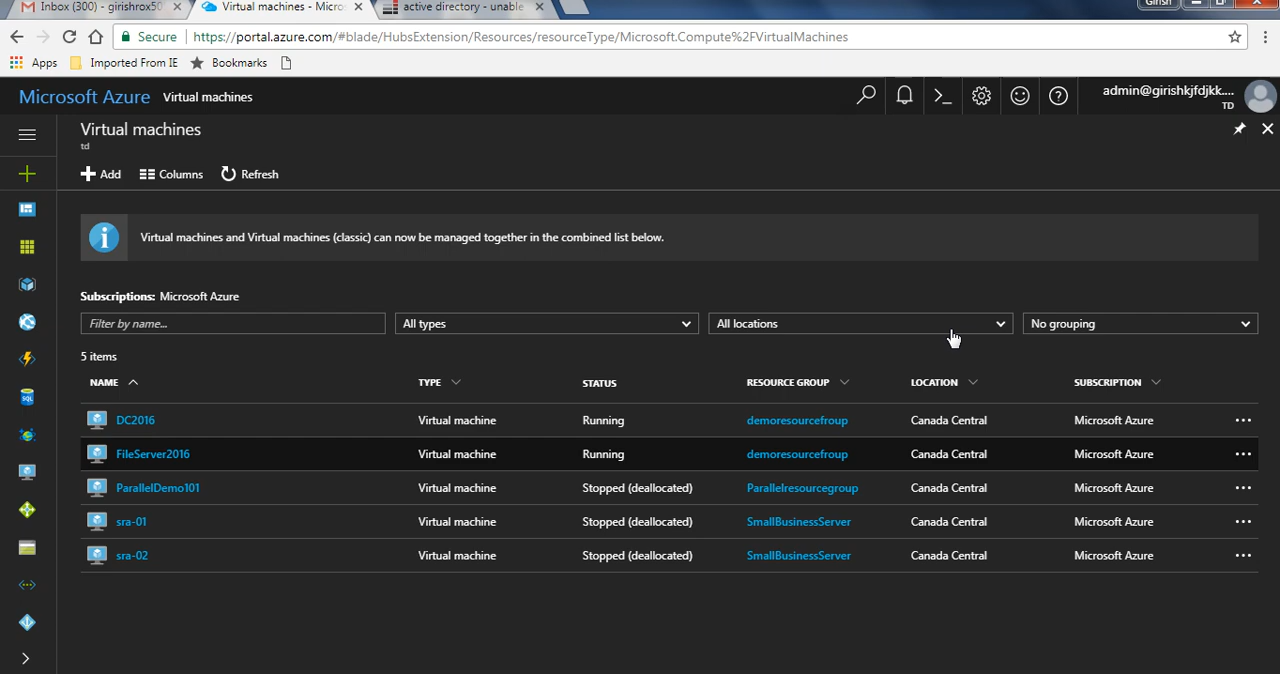 Inbox (300) - girishrox50
Virtual machines - Micros
active directory - unable
Girish
Secure https://portal.azure.com/#blade/HubsExtension/Resources/resourceType/Microsoft.Compute%2FVirtualMachines
Apps Imported From IE Bookmarks
Microsoft Azure Virtual machines
admin@girishkjfdjkk....
TD
Virtual machines
td
Add Columns Refresh
Virtual machines and Virtual machines (classic) can now be managed together in the combined list below.
Subscriptions: Microsoft Azure
Filter by name... All types All locations No grouping
5 items
NAME TYPE STATUS RESOURCE GROUP LOCATION SUBSCRIPTION
DC2016 Virtual machine Running demoresourcefroup Canada Central Microsoft Azure ...
FileServer2016 Virtual machine Running demoresourcefroup Canada Central Microsoft Azure ...
ParallelDemo101 Virtual machine Stopped (deallocated) Parallelresourcegroup Canada Central Microsoft Azure ...
SQL
sra-01 Virtual machine Stopped (deallocated) SmallBusinessServer Canada Central Microsoft Azure ...
sra-02 Virtual machine Stopped (deallocated) SmallBusinessServer Canada Central Microsoft Azure ...